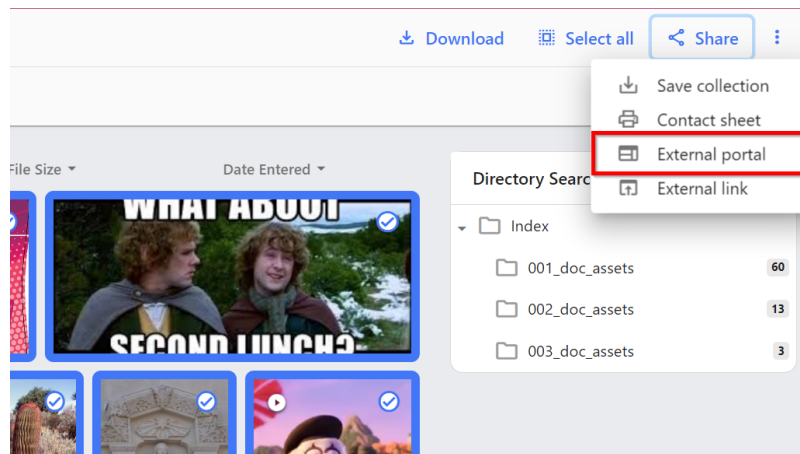 Download
Select all
Share
Save collection
Contact sheet
External portal
External link
File Size
Date Entered
Directory
Index
001_doc_assets
60
002_doc_assets
13
003_doc_assets
3
WHAT ABOUT
SECOND LUNCH?